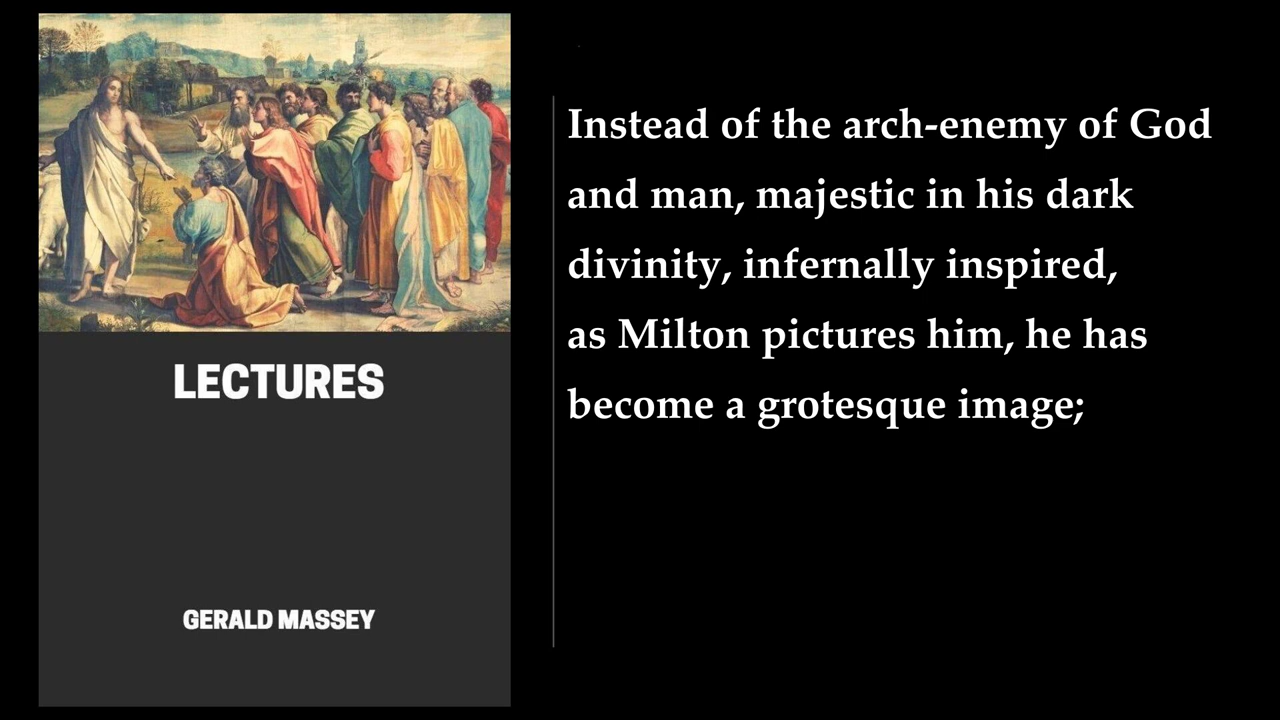 LECTURES
GERALD MASSEY
Instead of the arch-enemy of God
and man, majestic in his dark
divinity, infernally inspired,
as Milton pictures him, he has
become a grotesque image;